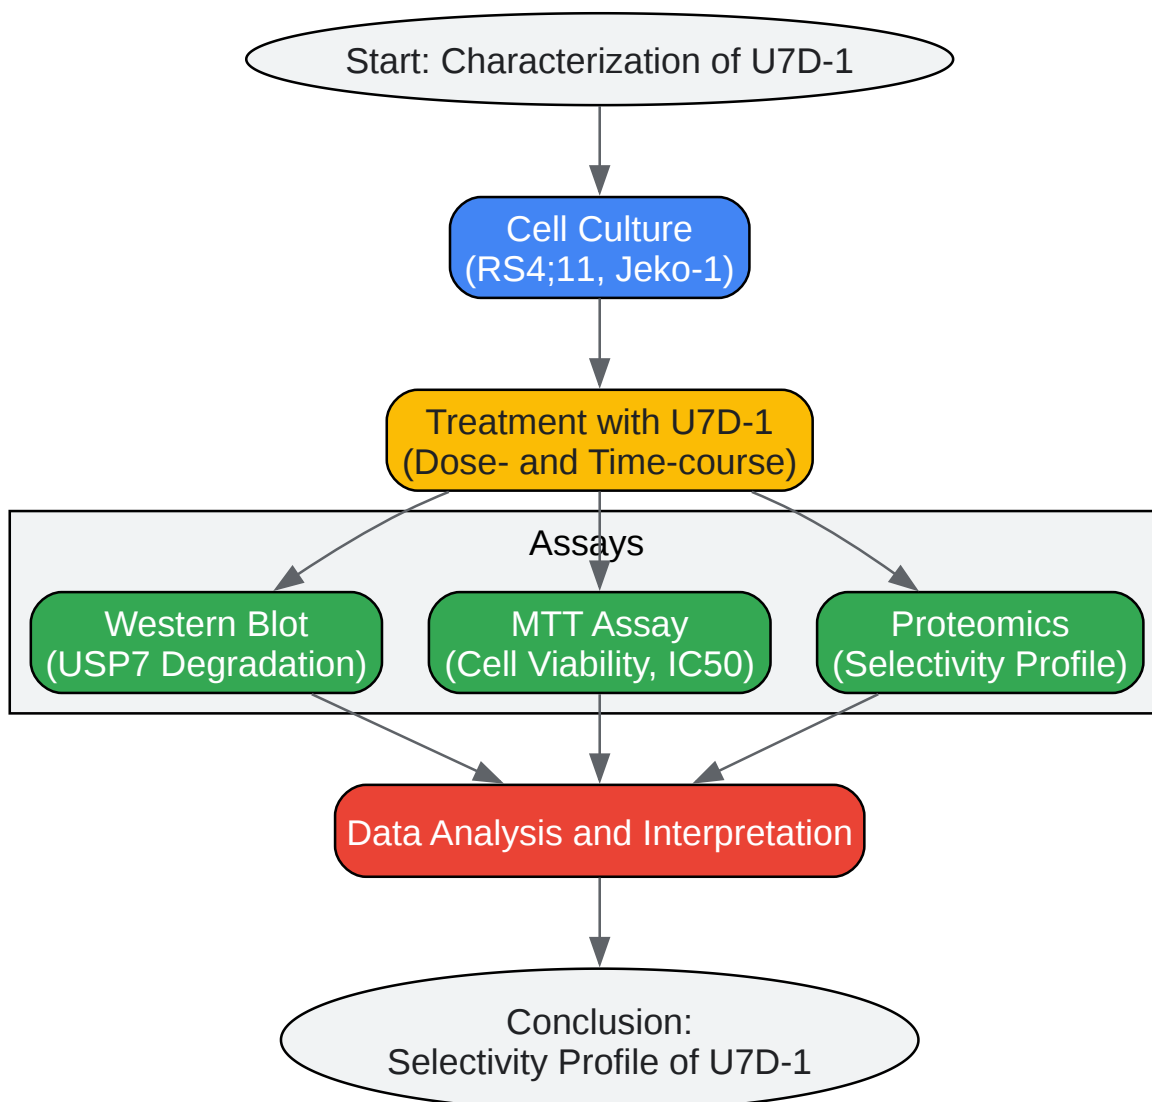 Start: Characterization of U7D-1
Cell Culture
(RS4;11, Jeko-1)
Treatment with U7D-1
(Dose- and Time-course)
Assays
Western Blot
(USP7 Degradation)
MTT Assay
(Cell Viability, IC50)
Proteomics
(Selectivity Profile)
Data Analysis and Interpretation
Conclusion:
Selectivity Profile of U7D-1